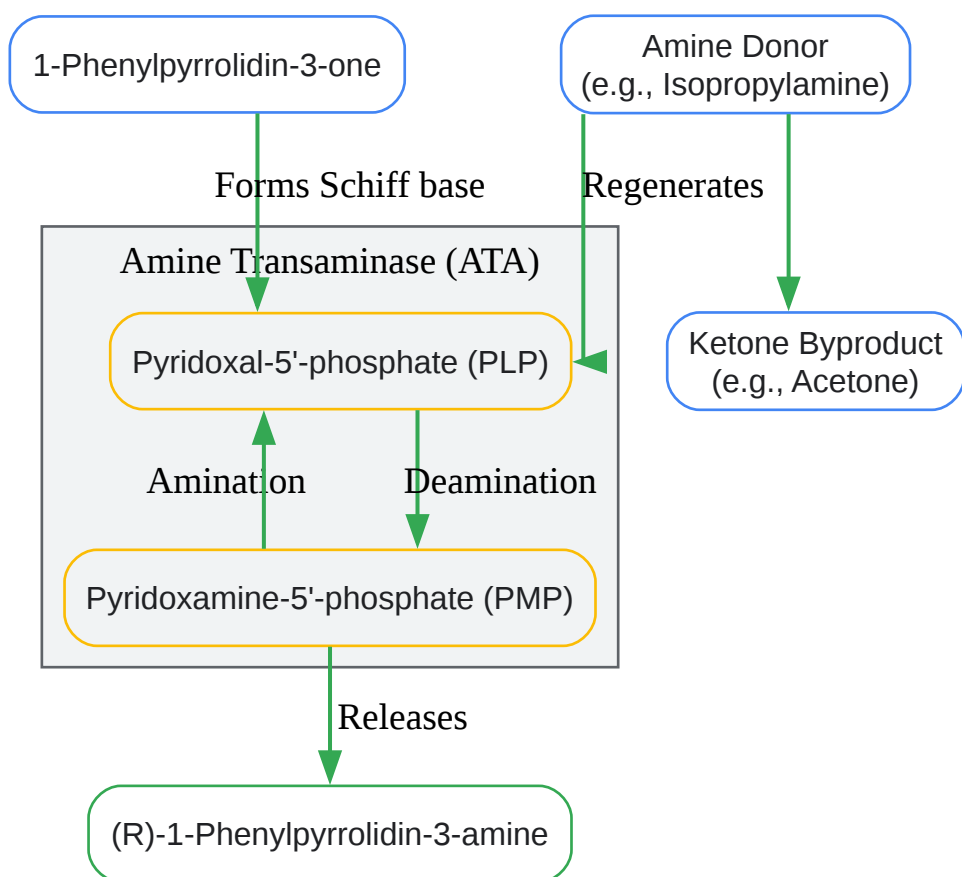 1-Phenylpyrrolidin-3-one
Amine Donor
(e.g., Isopropylamine)
Forms Schiff base
Regenerates
Amine Transaminase (ATA)
Pyridoxal-5'-phosphate (PLP)
Ketone Byproduct
(e.g., Acetone)
Amination
Deamination
Pyridoxamine-5'-phosphate (PMP)
Releases
(R)-1-Phenylpyrrolidin-3-amine